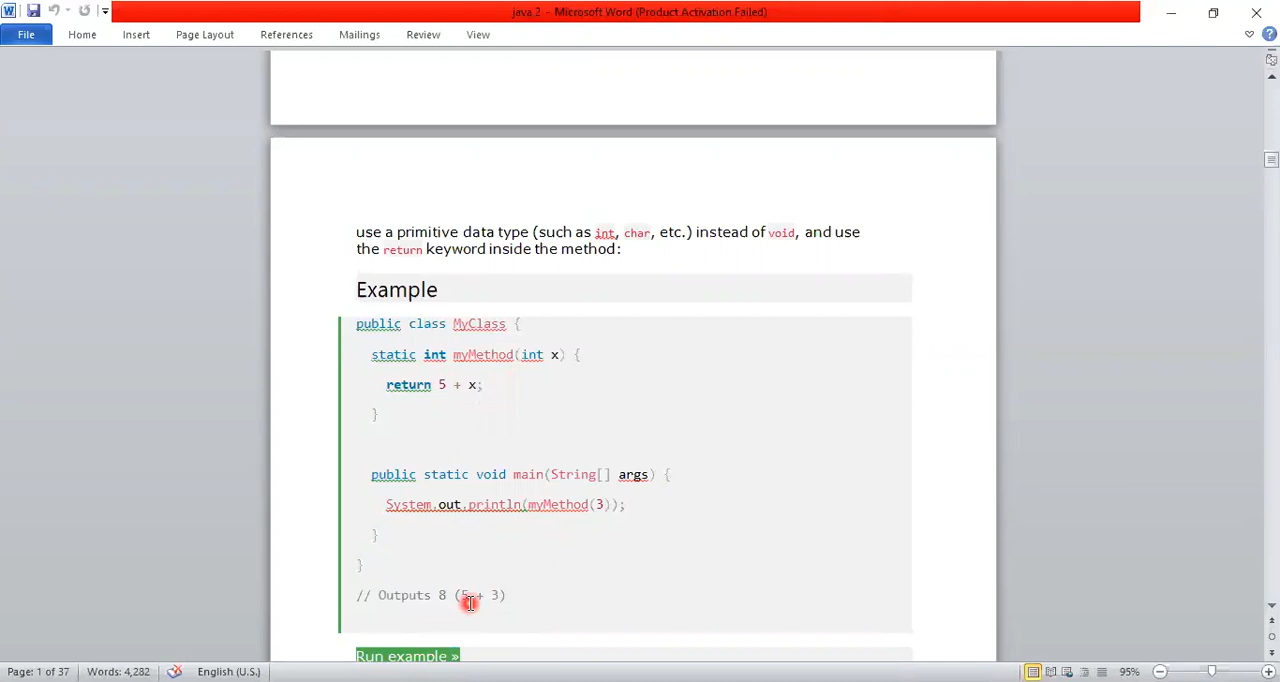 java 2 - Microsoft Word (Product Activation Failed)
File Home Insert Page Layout References Mailings Review View
use a primitive data type (such as int, char, etc.) instead of void, and use
the return keyword inside the method:
Example
public class MyClass {
static int myMethod(int x) {
return 5 + x;
}
public static void main(String[] args) {
System.out.println(myMethod(3));
}
}
// Outputs 8 (5 + 3)
Run example »
Page: 1 of 37 Words: 4,282 English (U.S.) 95%